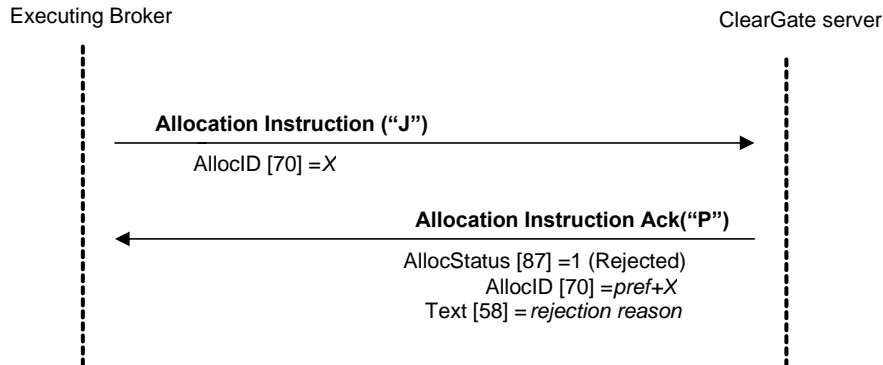 Executing Broker
ClearGate server
Allocation Instruction (“J”)
AllocID [70] =X
Allocation Instruction Ack(“P”)
AllocStatus [87] =1 (Rejected)
AllocID [70] =pref+X
Text [58] = rejection reason